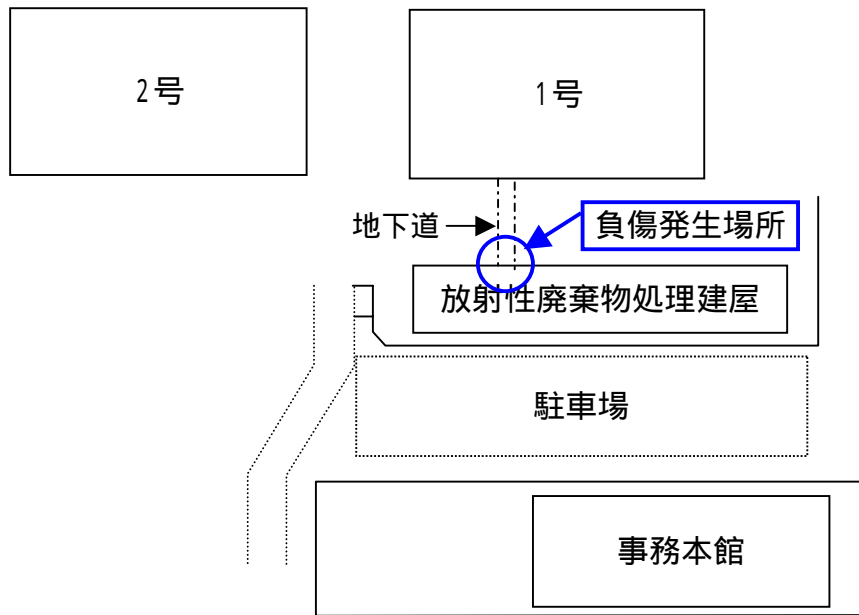 2号
1号
地下道
負傷発生場所
放射性廃棄物処理建屋
駐車場
事務本館